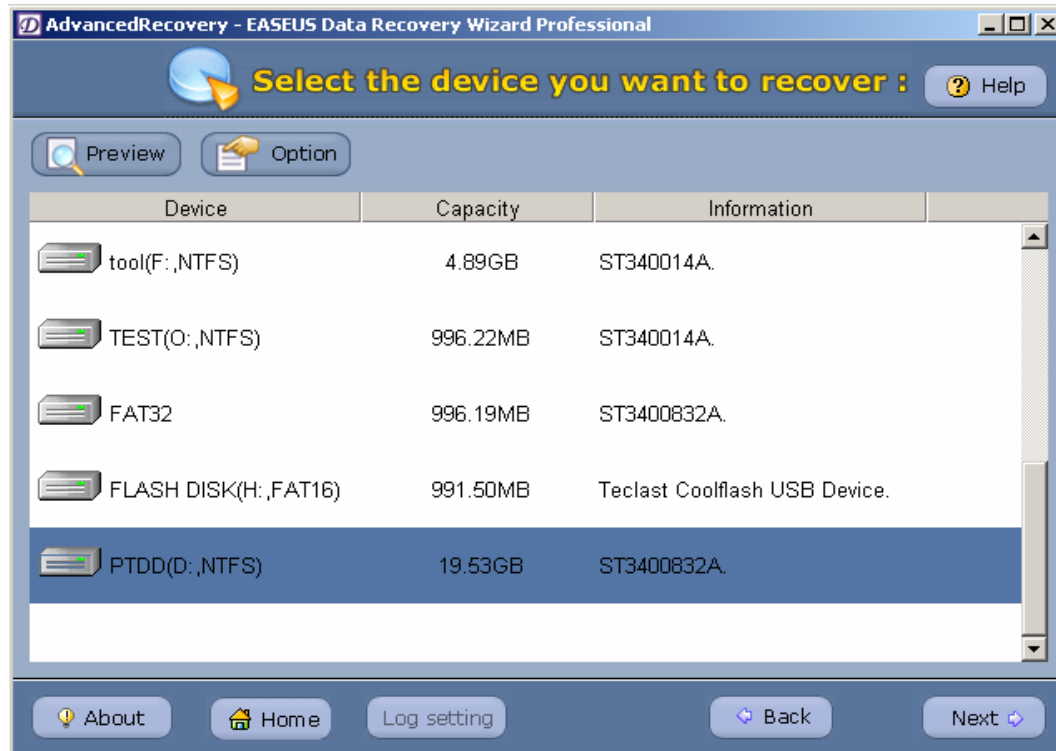 AdvancedRecovery - EASEUS Data Recovery Wizard Professional
Select the device you want to recover :
Help
Preview Option
Device Capacity Information
tool(F:,NTFS) 4.89GB ST340014A.
TEST(O:,NTFS) 996.22MB ST340014A.
FAT32 996.19MB ST3400832A.
FLASH DISK(H:,FAT16) 991.50MB Teclast Coolflash USB Device.
PTDD(D:,NTFS) 19.53GB ST3400832A.
About Home Log setting Back Next